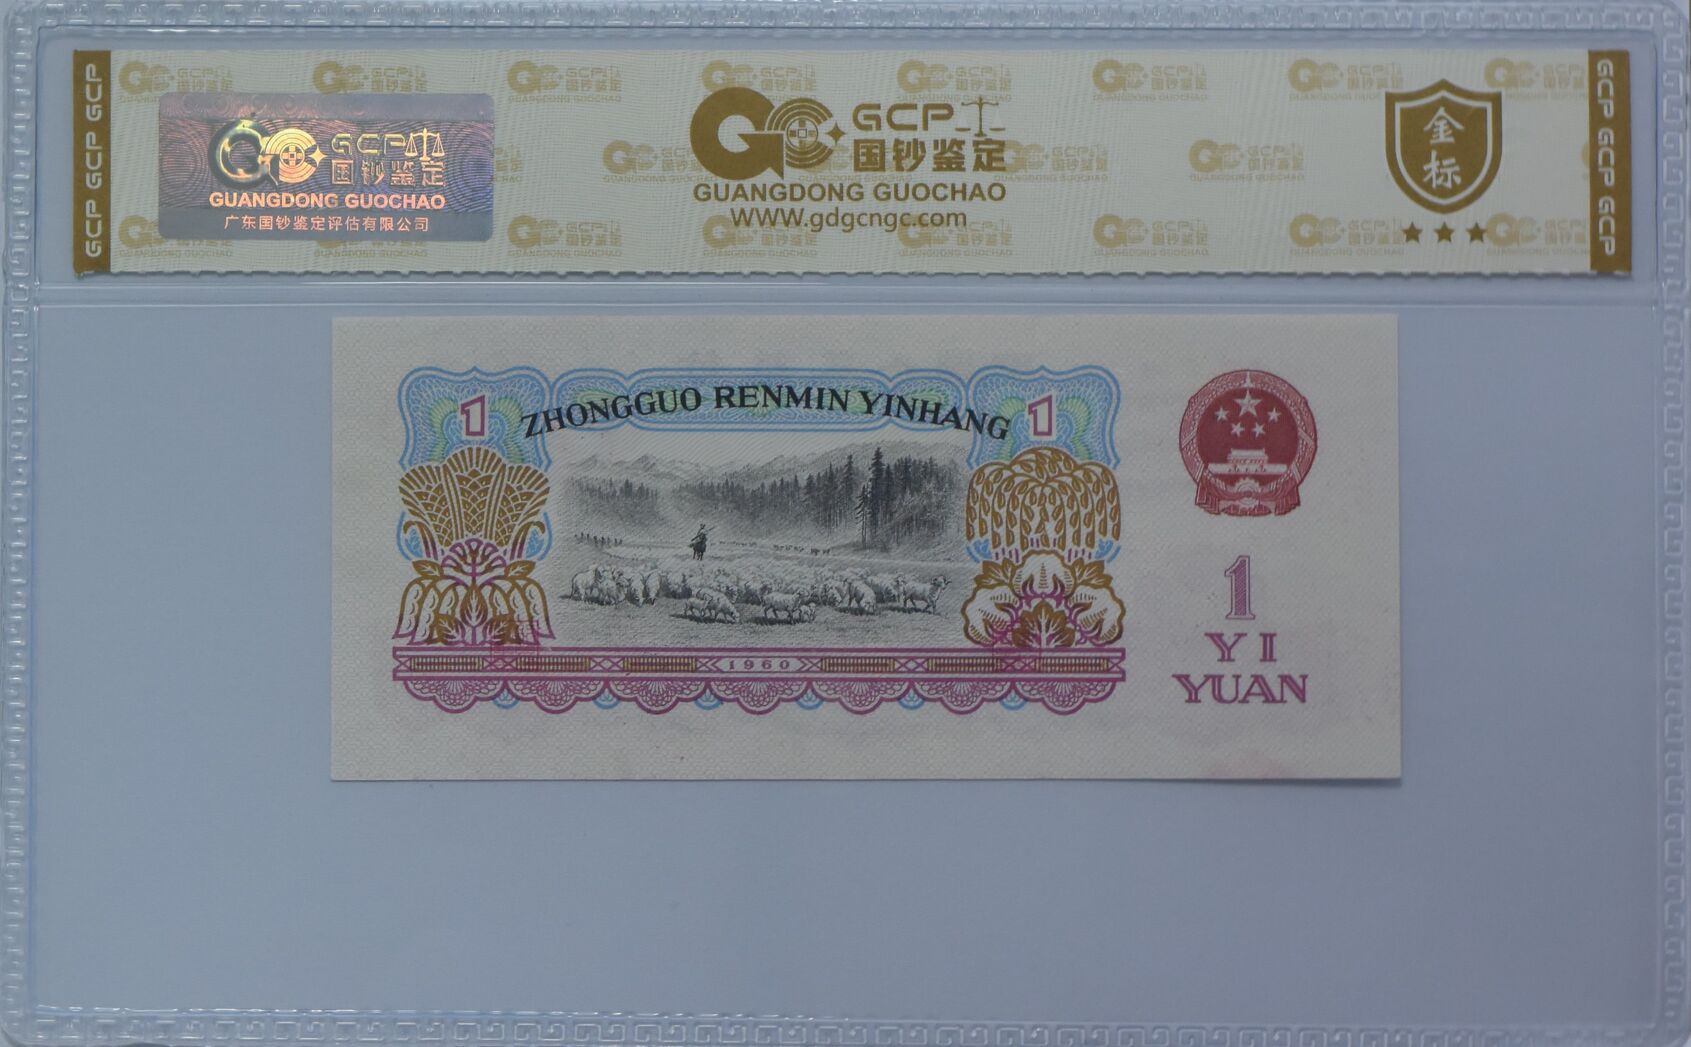 GCP GCP GCP
GCP
国钞鉴定
GUANGDONG GUOCHAO
广东国钞鉴定评估有限公司
GCP
国钞鉴定
GUANGDONG GUOCHAO
WWW.gdgcngc.com
金
标
GCP GCP GCP
ZHONGGUO RENMIN YINHANG
1
1
1960
1
YI
YUAN